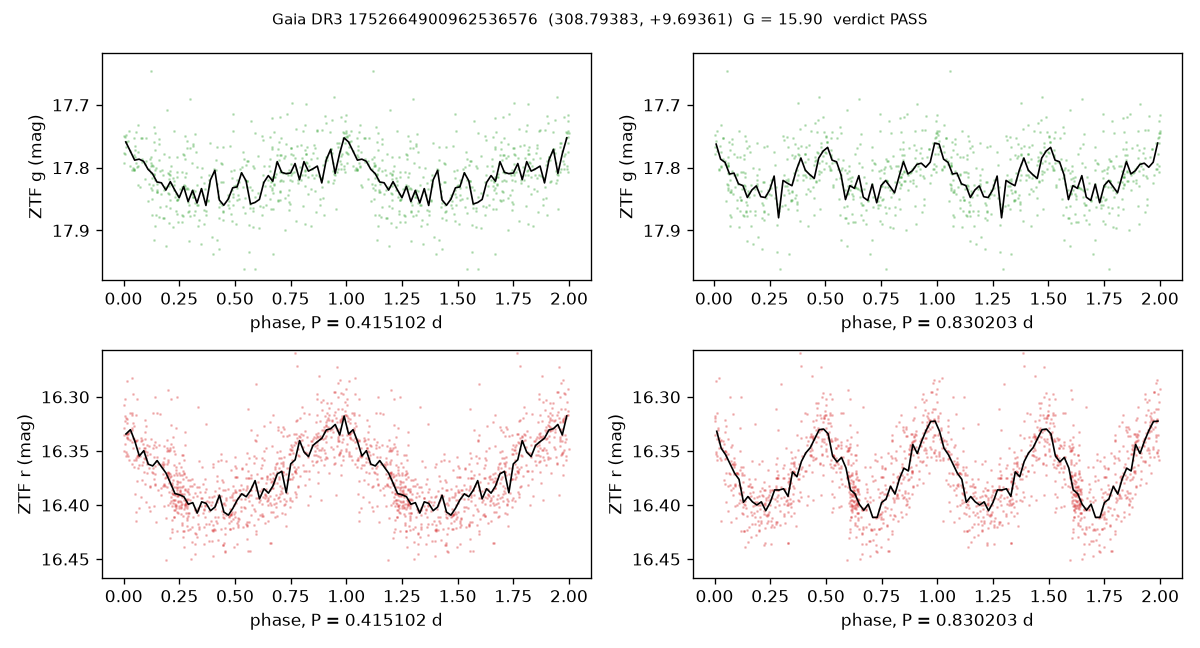 Gaia DR3 1752664900962536576  (308.79383, +9.69361)  G = 15.90  verdict PASS
ZTF g (mag)
17.7
17.8
17.9
0.00 0.25 0.50 0.75 1.00 1.25 1.50 1.75 2.00
phase, P = 0.415102 d
ZTF g (mag)
17.7
17.8
17.9
0.00 0.25 0.50 0.75 1.00 1.25 1.50 1.75 2.00
phase, P = 0.830203 d
ZTF r (mag)
16.30
16.35
16.40
16.45
0.00 0.25 0.50 0.75 1.00 1.25 1.50 1.75 2.00
phase, P = 0.415102 d
ZTF r (mag)
16.30
16.35
16.40
16.45
0.00 0.25 0.50 0.75 1.00 1.25 1.50 1.75 2.00
phase, P = 0.830203 d